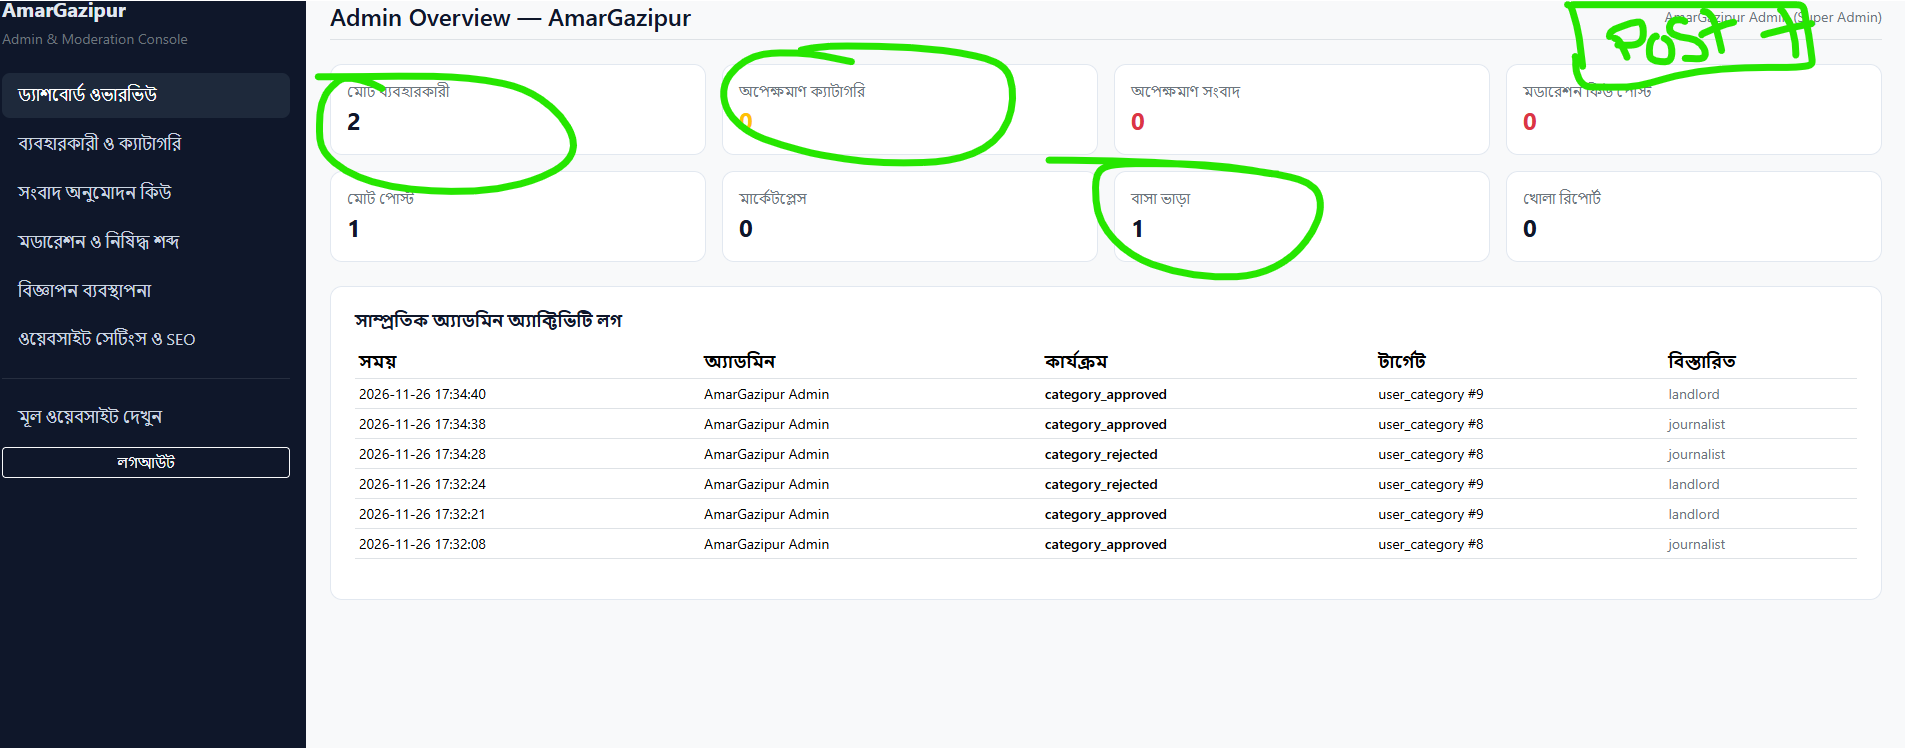 AmarGazipur
Admin & Moderation Console
ড্যাশবোর্ড ওভারভিউ
ব্যবহারকারী ও ক্যাটাগরি
সংবাদ অনুমোদন কিউ
মডারেশন ও নিষিদ্ধ শব্দ
বিজ্ঞাপন ব্যবস্থাপনা
ওয়েবসাইট সেটিংস ও SEO
মূল ওয়েবসাইট দেখুন
লগআউট
Admin Overview — AmarGazipur
AmarGazipur Admin (Super Admin)
POST +
মোট ব্যবহারকারী
2
অপেক্ষমাণ ক্যাটাগরি
0
অপেক্ষমাণ সংবাদ
0
মডারেশন কিউ পোস্ট
0
মোট পোস্ট
1
মার্কেটপ্লেস
0
বাসা ভাড়া
1
খোলা রিপোর্ট
0
সাম্প্রতিক অ্যাডমিন অ্যাক্টিভিটি লগ
সময় অ্যাডমিন কার্যক্রম টার্গেট বিস্তারিত
2026-11-26 17:34:40 AmarGazipur Admin category_approved user_category #9 landlord
2026-11-26 17:34:38 AmarGazipur Admin category_approved user_category #8 journalist
2026-11-26 17:34:28 AmarGazipur Admin category_rejected user_category #8 journalist
2026-11-26 17:32:24 AmarGazipur Admin category_rejected user_category #9 landlord
2026-11-26 17:32:21 AmarGazipur Admin category_approved user_category #9 landlord
2026-11-26 17:32:08 AmarGazipur Admin category_approved user_category #8 journalist